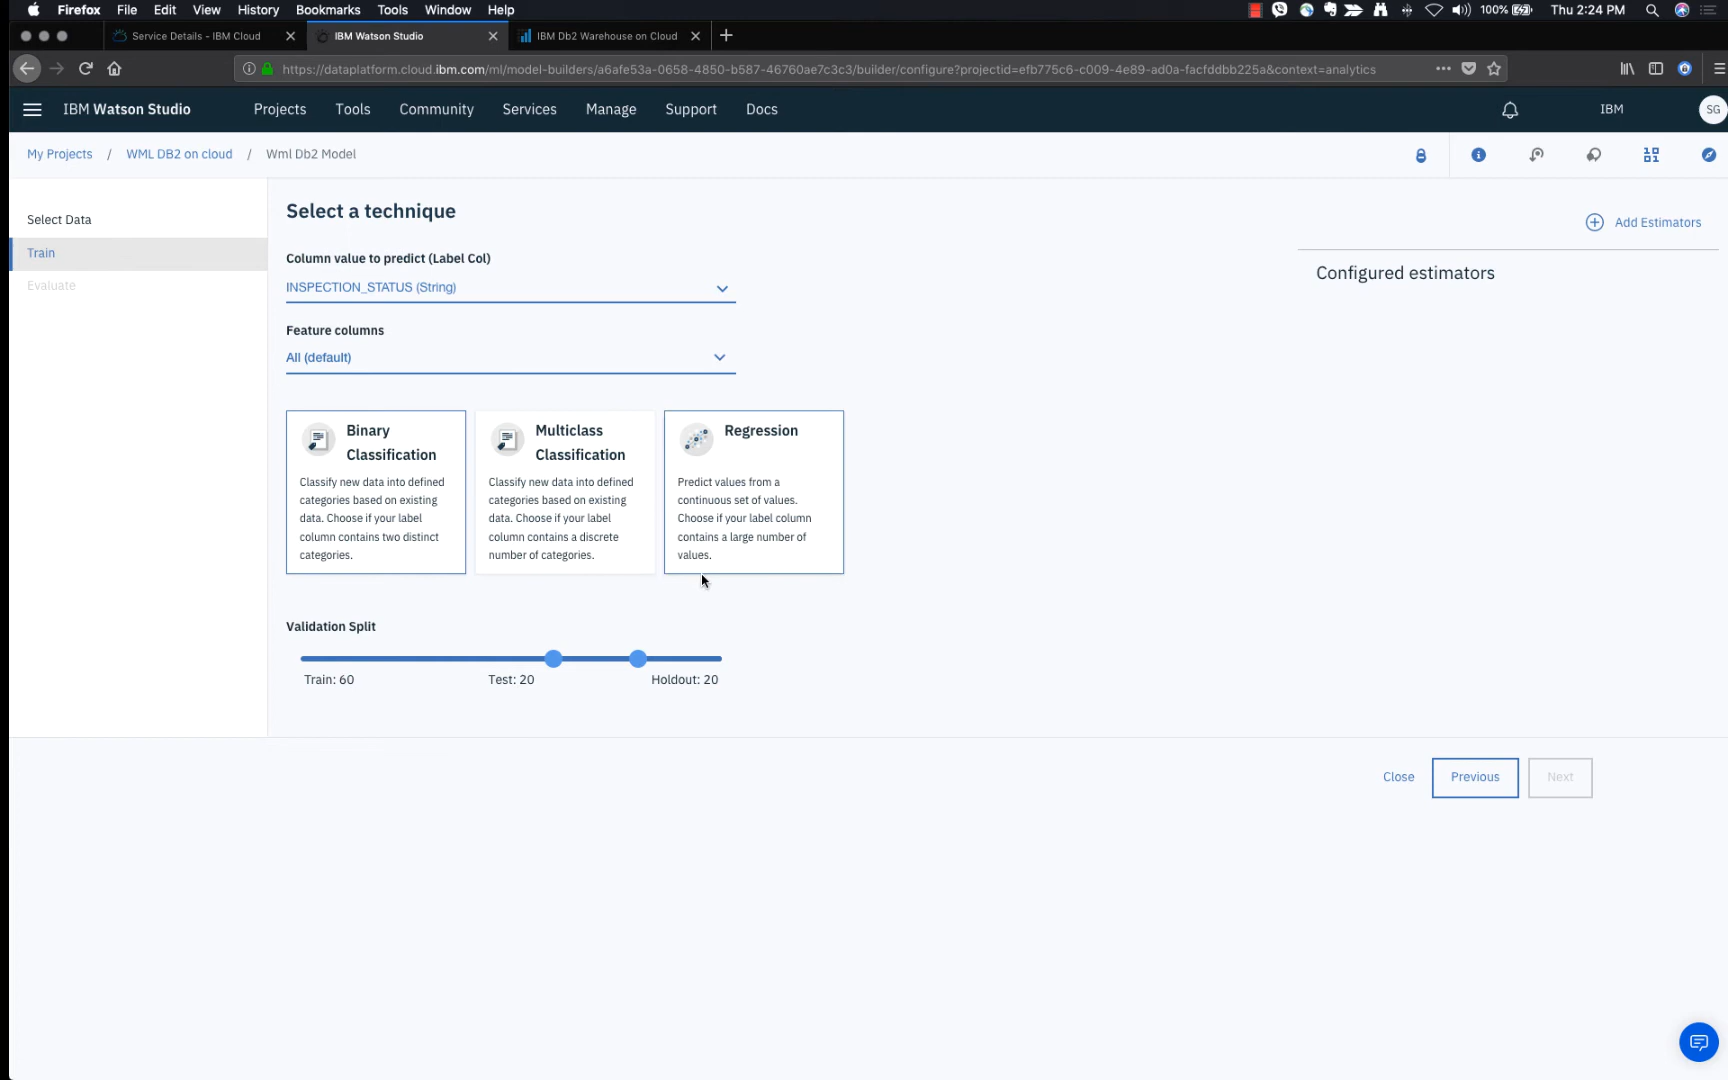 Firefox File Edit View History Bookmarks Tools Window Help 100% Thu 2:24 PM
Service Details - IBM Cloud IBM Watson Studio IBM Db2 Warehouse on Cloud
https://dataplatform.cloud.ibm.com/ml/model-builders/a6afe53a-0658-4850-b587-46760ae7c3c3/builder/configure?projectid=efb775c6-c009-4e89-ad0a-facfddbb225a&context=analytics
IBM Watson Studio Projects Tools Community Services Manage Support Docs IBM SG
My Projects / WML DB2 on cloud / Wml Db2 Model
Select Data
Train
Evaluate
Select a technique
Column value to predict (Label Col)
INSPECTION_STATUS (String)
Feature columns
All (default)
Binary
Classification
Classify new data into defined
categories based on existing
data. Choose if your label
column contains two distinct
categories.
Multiclass
Classification
Classify new data into defined
categories based on existing
data. Choose if your label
column contains a discrete
number of categories.
Regression
Predict values from a
continuous set of values.
Choose if your label column
contains a large number of
values.
Validation Split
Train: 60 Test: 20 Holdout: 20
Add Estimators
Configured estimators
Close Previous Next